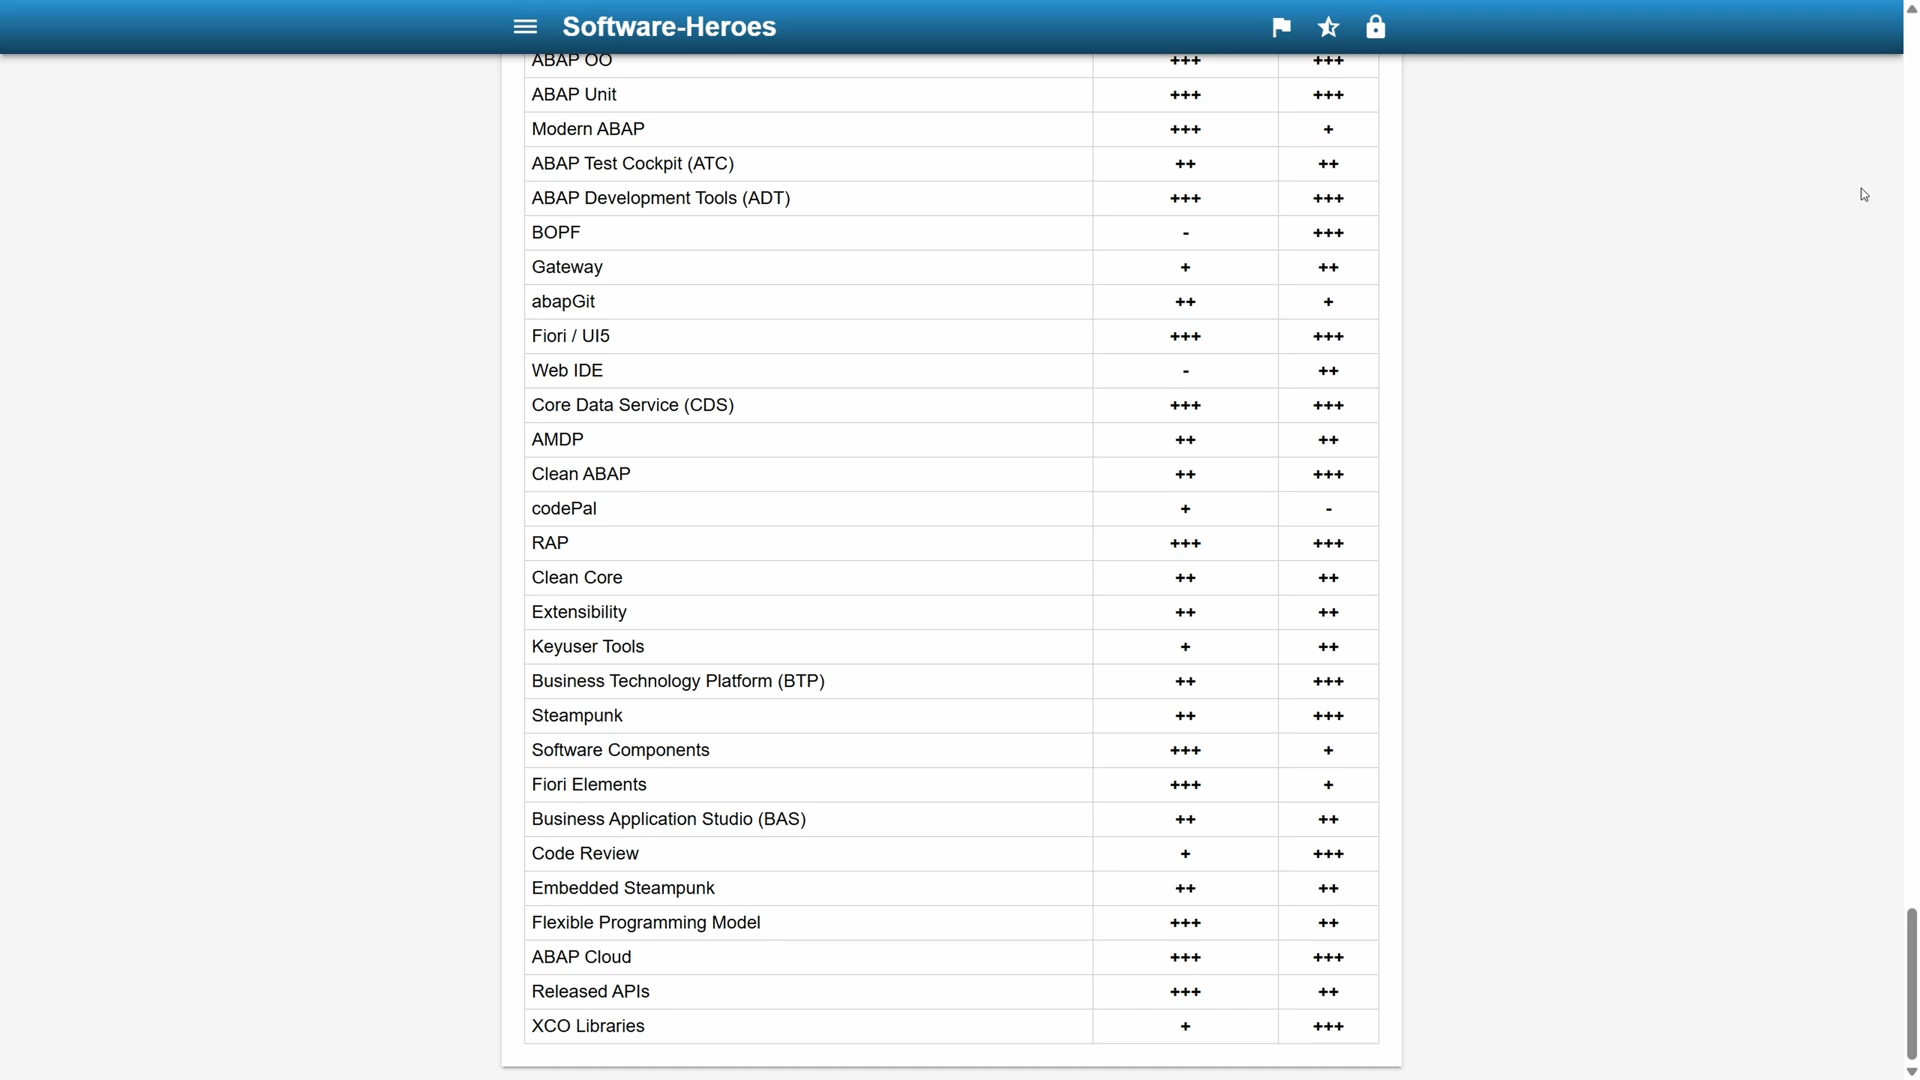 Software-Heroes
ABAP OO +++ +++
ABAP Unit +++ +++
Modern ABAP +++ +
ABAP Test Cockpit (ATC) ++ ++
ABAP Development Tools (ADT) +++ +++
BOPF - +++
Gateway + ++
abapGit ++ +
Fiori / UI5 +++ +++
Web IDE - ++
Core Data Service (CDS) +++ +++
AMDP ++ ++
Clean ABAP ++ +++
codePal + -
RAP +++ +++
Clean Core ++ ++
Extensibility ++ ++
Keyuser Tools + ++
Business Technology Platform (BTP) ++ +++
Steampunk ++ +++
Software Components +++ +
Fiori Elements +++ +
Business Application Studio (BAS) ++ ++
Code Review + +++
Embedded Steampunk ++ ++
Flexible Programming Model +++ ++
ABAP Cloud +++ +++
Released APIs +++ ++
XCO Libraries + +++